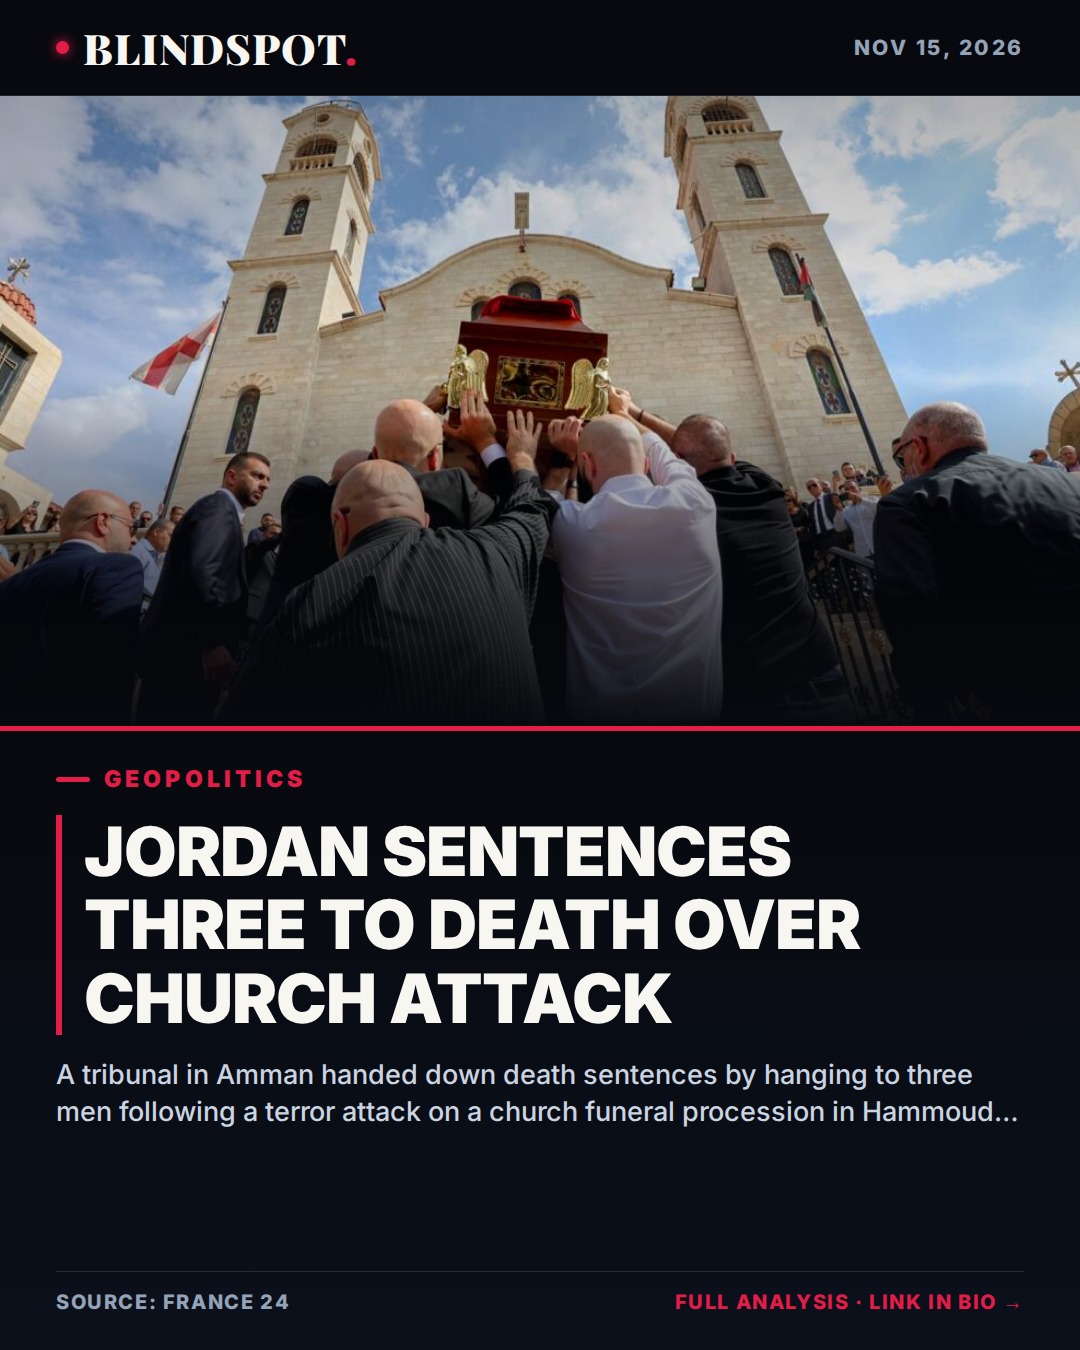 BLINDSPOT.
NOV 15, 2026
GEOPOLITICS
JORDAN SENTENCES
THREE TO DEATH OVER
CHURCH ATTACK
A tribunal in Amman handed down death sentences by hanging to three
men following a terror attack on a church funeral procession in Hammoud...
SOURCE: FRANCE 24
FULL ANALYSIS · LINK IN BIO →